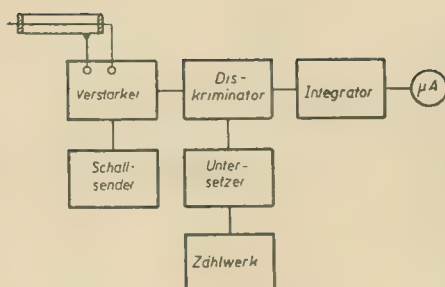 Verstärker
Dis-
kriminator
Integrator
µA
Schall-
sender
Unter-
setzer
Zählwerk